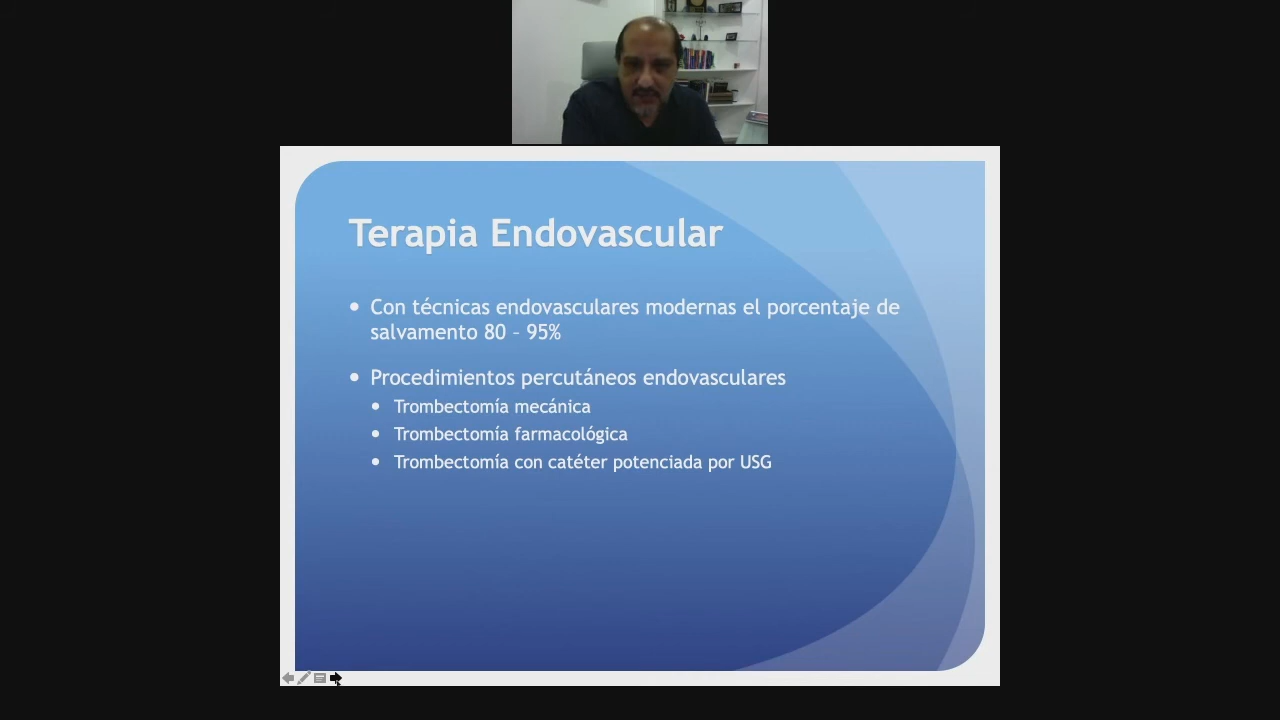 Terapia Endovascular
• Con técnicas endovasculares modernas el porcentaje de
salvamento 80 – 95%
• Procedimientos percutáneos endovasculares
• Trombectomía mecánica
• Trombectomía farmacológica
• Trombectomía con catéter potenciada por USG